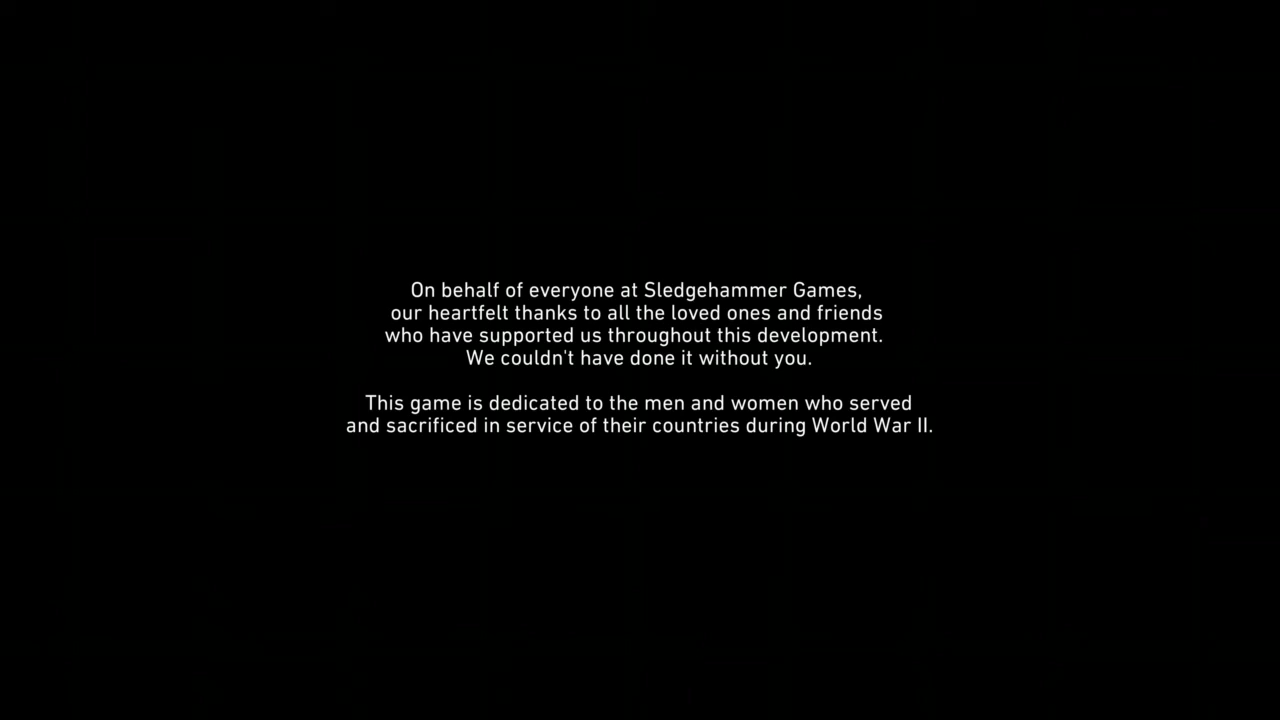 On behalf of everyone at Sledgehammer Games,
our heartfelt thanks to all the loved ones and friends
who have supported us throughout this development.
We couldn't have done it without you.
This game is dedicated to the men and women who served
and sacrificed in service of their countries during World War II.